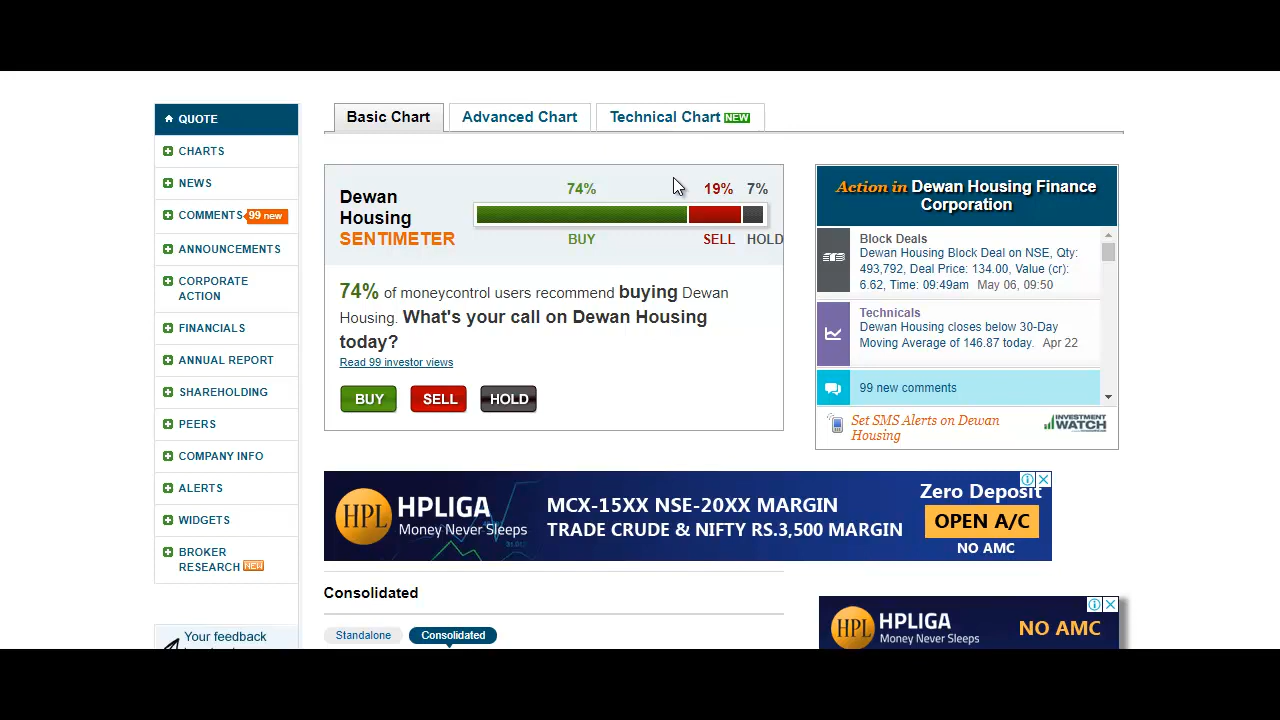 QUOTE
CHARTS
NEWS
COMMENTS 99 new
ANNOUNCEMENTS
CORPORATE
ACTION
FINANCIALS
ANNUAL REPORT
SHAREHOLDING
PEERS
COMPANY INFO
ALERTS
WIDGETS
BROKER
RESEARCH NEW
Your feedback
Basic Chart
Advanced Chart
Technical Chart NEW
Dewan
Housing
SENTIMETER
74% 19% 7%
BUY SELL HOLD
74% of moneycontrol users recommend buying Dewan
Housing. What's your call on Dewan Housing
today?
Read 99 investor views
BUY SELL HOLD
Action in Dewan Housing Finance
Corporation
Block Deals
Dewan Housing Block Deal on NSE, Qty:
493,792, Deal Price: 134.00, Value (cr):
6.62, Time: 09:49am May 06, 09:50
Technicals
Dewan Housing closes below 30-Day
Moving Average of 146.87 today. Apr 22
99 new comments
Set SMS Alerts on Dewan
Housing
INVESTMENT
WATCH
HPL HPLIGA
Money Never Sleeps
MCX-15XX NSE-20XX MARGIN
TRADE CRUDE & NIFTY RS.3,500 MARGIN
Zero Deposit
OPEN A/C
NO AMC
Consolidated
Standalone Consolidated
HPL HPLIGA
Money Never Sleeps
NO AMC